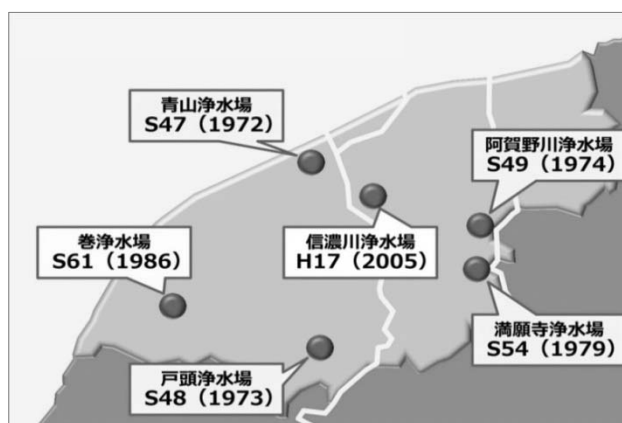 青山浄水場
S47（1972）
阿賀野川浄水場
S49（1974）
巻浄水場
S61（1986）
信濃川浄水場
H17（2005）
満願寺浄水場
S54（1979）
戸頭浄水場
S48（1973）